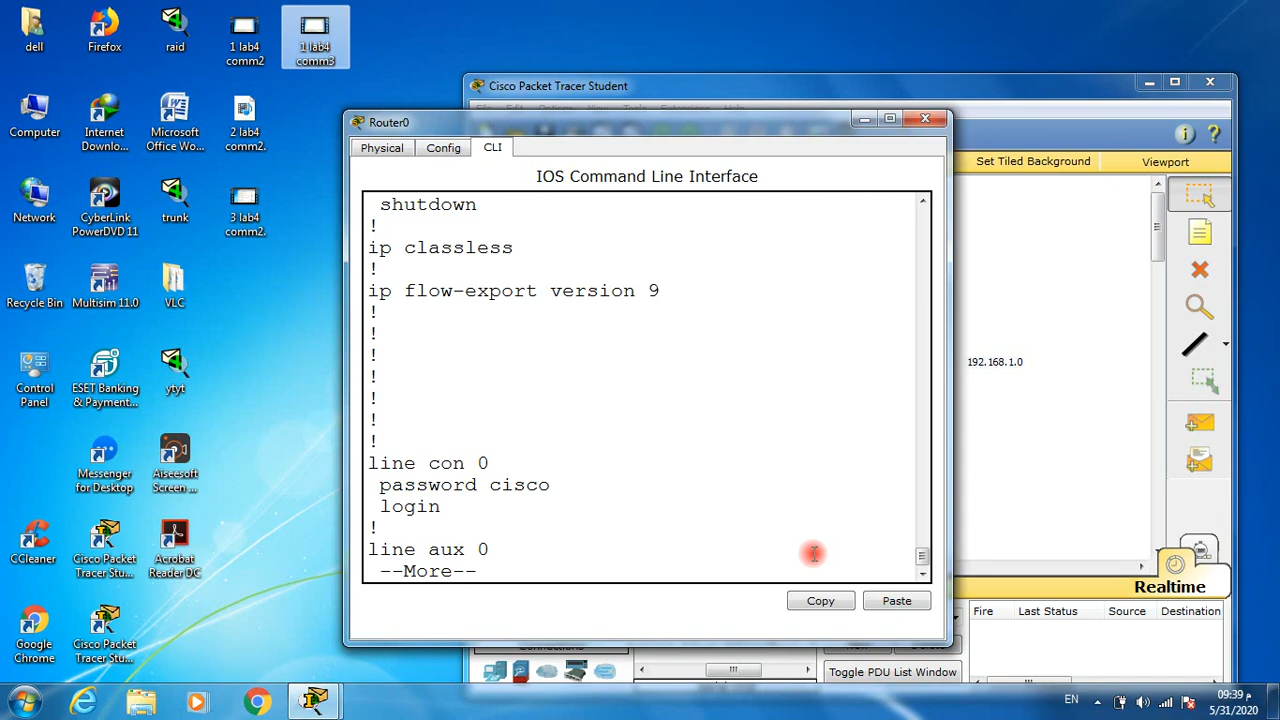 dell
Firefox
raid
1 lab4
comm2
1 lab4
comm3
Computer
Internet
Downlo...
Microsoft
Office Wo...
2 lab4
comm2.
Network
CyberLink
PowerDVD 11
trunk
3 lab4
comm2.
Recycle Bin
Multisim 11.0
VLC
Control
Panel
ESET Banking
& Payment...
ytyt
Messenger
for Desktop
Aiseesoft
Screen ...
CCleaner
Cisco Packet
Tracer Stu...
Acrobat
Reader DC
Google
Chrome
Cisco Packet
Tracer Stu...
Cisco Packet Tracer Student
Router0
Physical
Config
CLI
IOS Command Line Interface
shutdown
!
ip classless
!
ip flow-export version 9
!
!
!
!
!
!
!
line con 0
password cisco
login
!
line aux 0
--More--
Copy
Paste
Set Tiled Background
Viewport
192.168.1.0
Realtime
Fire
Last Status
Source
Destination
Toggle PDU List Window
EN
09:39 م
5/31/2020